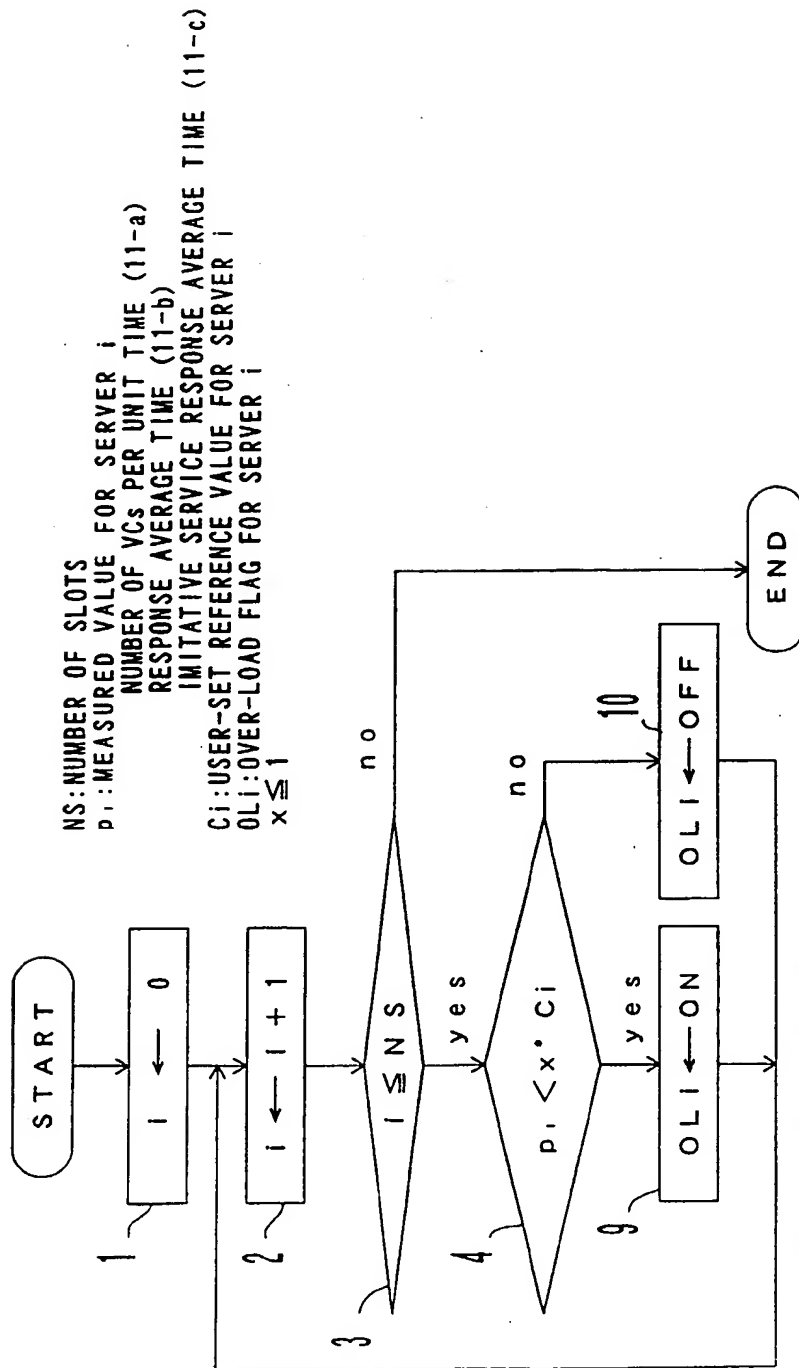 NS:NUMBER OF SLOTS
pi:MEASURED VALUE FOR SERVER i
NUMBER OF VCs PER UNIT TIME (11-a)
RESPONSE AVERAGE TIME (11-b)
IMITATIVE SERVICE RESPONSE AVERAGE TIME (11-c)
Ci:USER-SET REFERENCE VALUE FOR SERVER i
OLi:OVER-LOAD FLAG FOR SERVER i
x ≦ 1
START
i ← 0
1
i ← i + 1
2
i ≦ NS
3
no
yes
pi < x* Ci
4
no
yes
OLi ← ON
9
OLi ← OFF
10
END